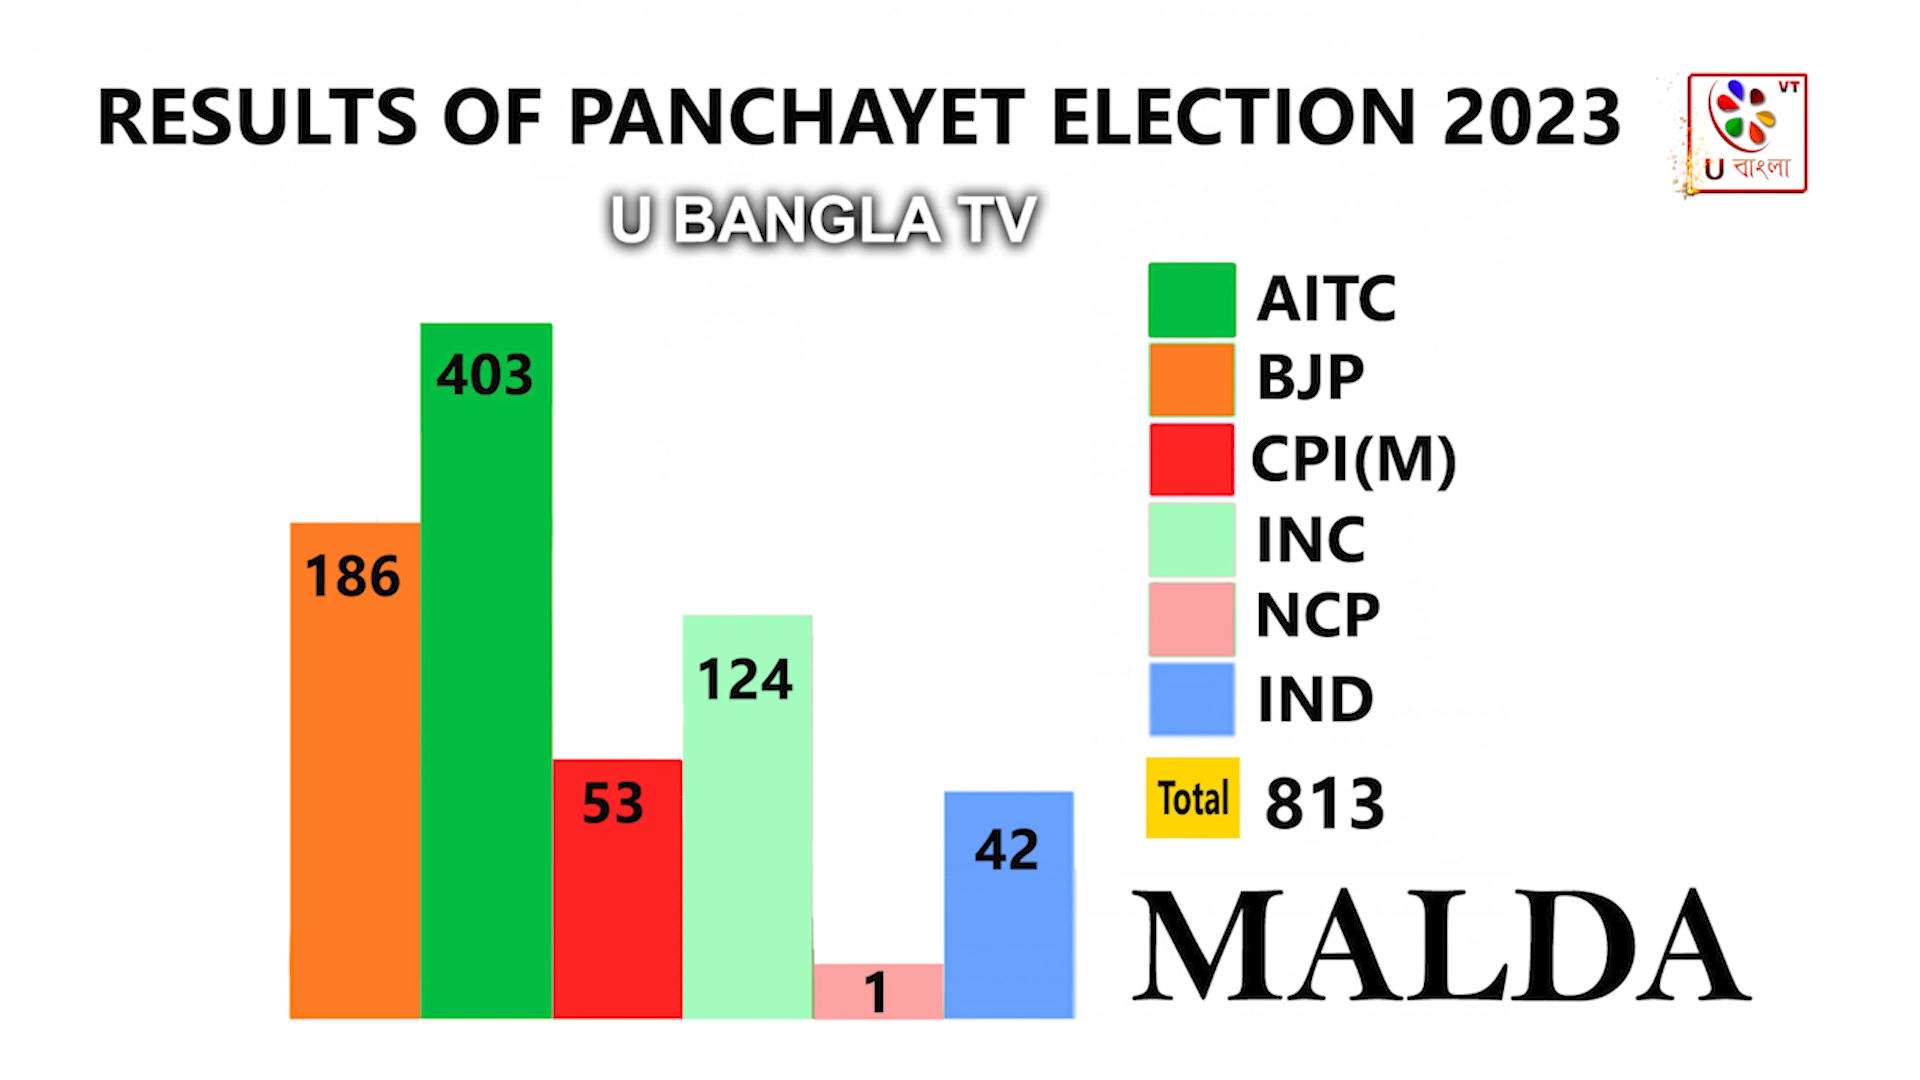 RESULTS OF PANCHAYET ELECTION 2023
VT
U বাংলা
U BANGLA TV
AITC
BJP
CPI(M)
INC
NCP
IND
Total 813
403
186
124
53
42
1
MALDA